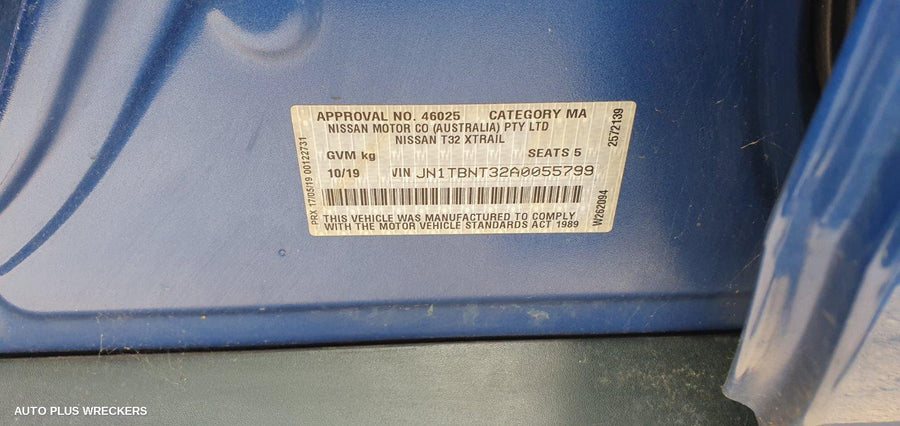 APPROVAL NO. 46025 CATEGORY MA
NISSAN MOTOR CO (AUSTRALIA) PTY LTD
NISSAN T32 XTRAIL
GVM kg SEATS 5
10/19 VIN JN1TBNT32A0055799
THIS VEHICLE WAS MANUFACTURED TO COMPLY
WITH THE MOTOR VEHICLE STANDARDS ACT 1989
PRX 17/05/19 00122731
2572139
W262094
AUTO PLUS WRECKERS